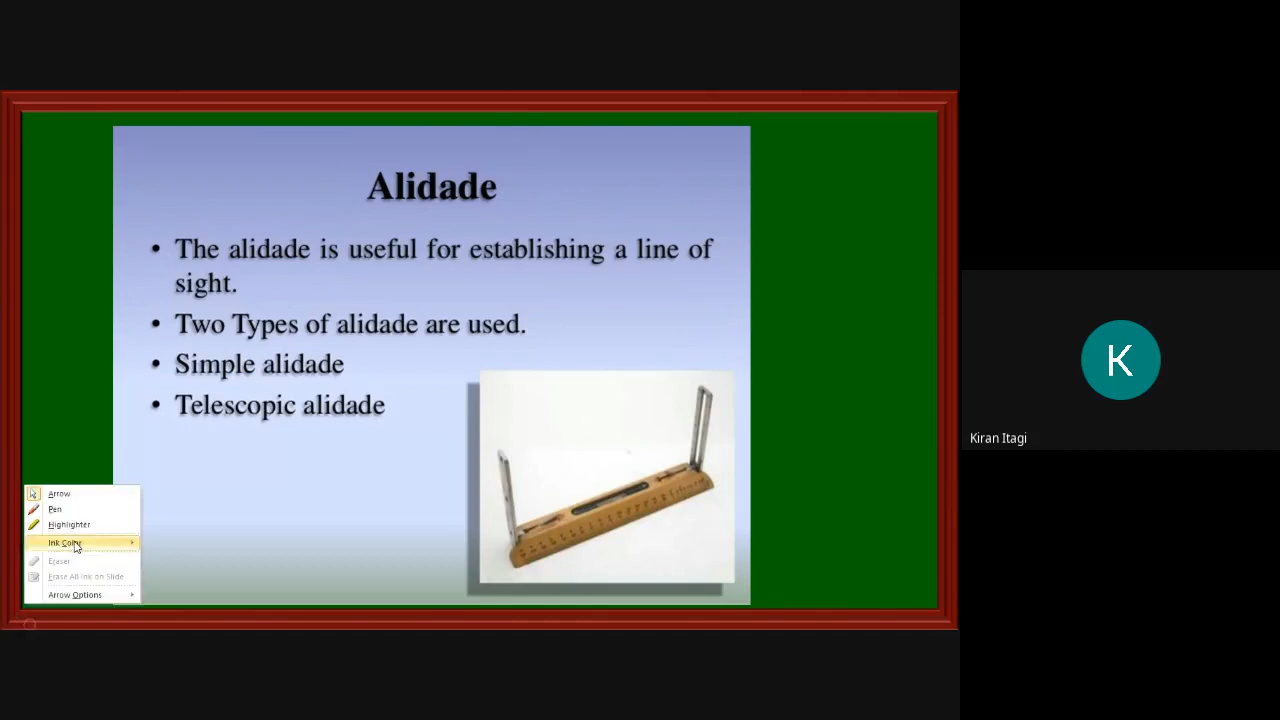 Alidade
• The alidade is useful for establishing a line of
sight.
• Two Types of alidade are used.
• Simple alidade
• Telescopic alidade
Arrow
Pen
Highlighter
Ink Color
Eraser
Erase All Ink on Slide
Arrow Options
K
Kiran Itagi